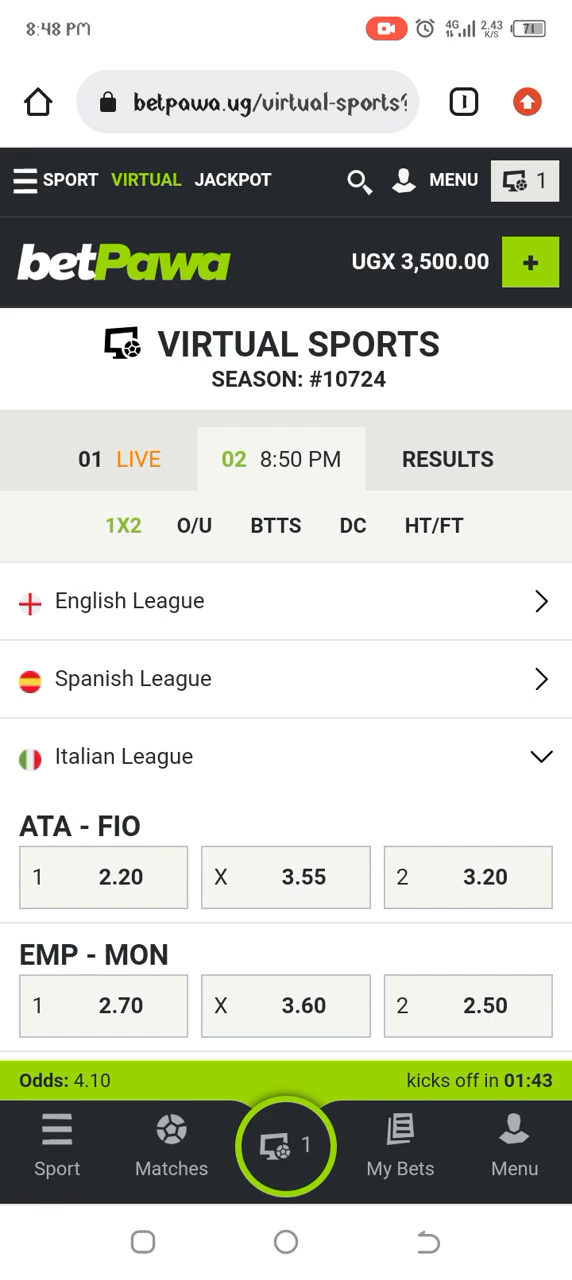 8:48 PM
4G 2.43 K/S 71
betpawa.ug/virtual-sports?
SPORT VIRTUAL JACKPOT MENU 1
betPawa UGX 3,500.00 +
VIRTUAL SPORTS
SEASON: #10724
01 LIVE 02 8:50 PM RESULTS
1X2 O/U BTTS DC HT/FT
English League
Spanish League
Italian League
ATA - FIO
1 2.20 X 3.55 2 3.20
EMP - MON
1 2.70 X 3.60 2 2.50
Odds: 4.10 kicks off in 01:43
1
Sport Matches My Bets Menu